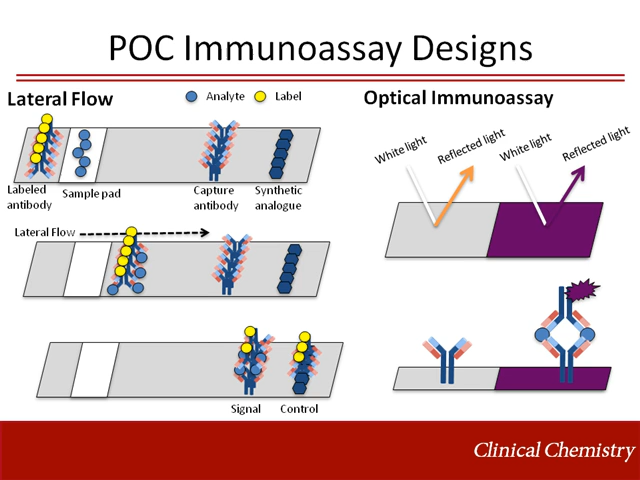 POC Immunoassay Designs
Lateral Flow
Analyte
Label
Labeled
antibody
Sample pad
Capture
antibody
Synthetic
analogue
Lateral Flow
Signal
Control
Optical Immunoassay
White light
Reflected light
White light
Reflected light
Clinical Chemistry